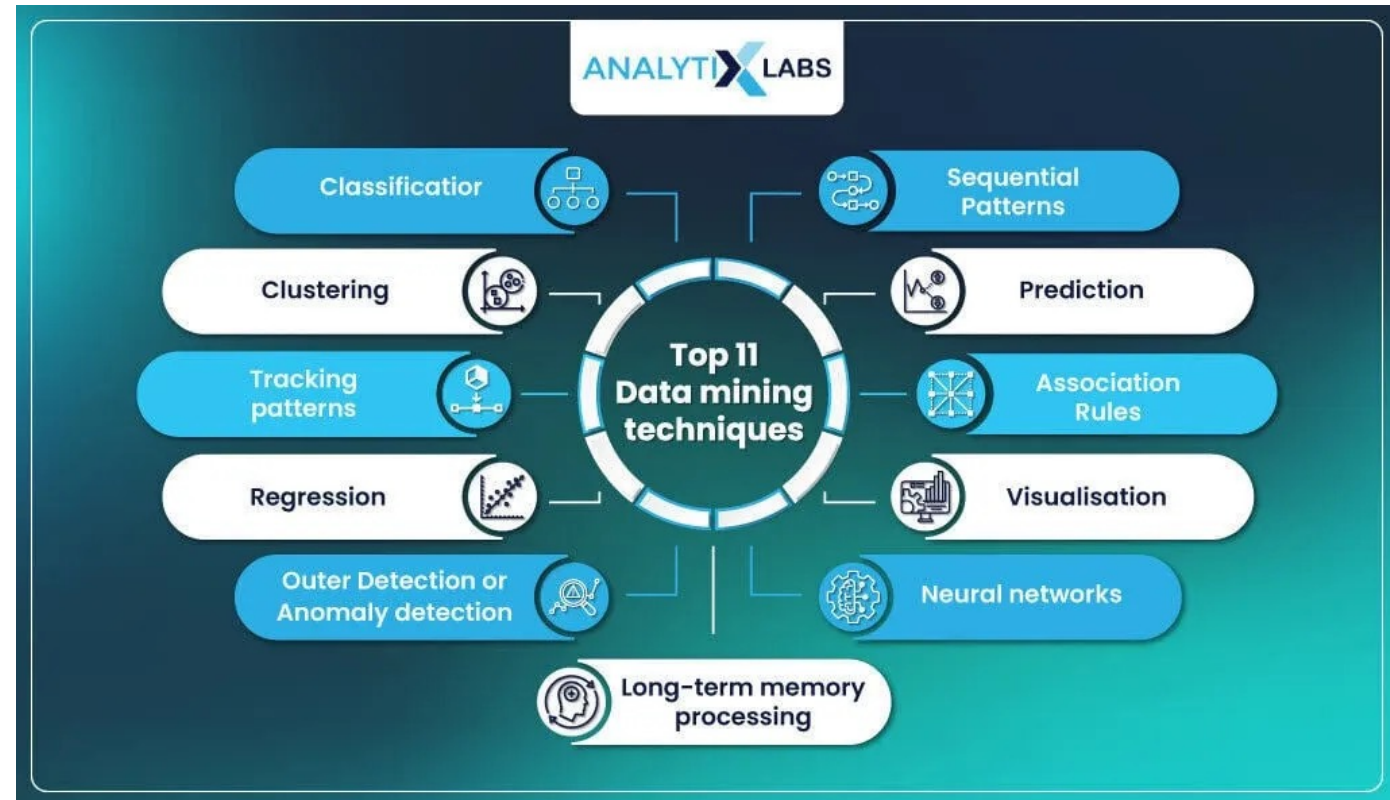 ANALYTIX LABS
Classificatior
Sequential
Patterns
Clustering
Prediction
Tracking
patterns
Top 11
Data mining
techniques
Association
Rules
Regression
Visualisation
Outer Detection or
Anomaly detection
Neural networks
Long-term memory
processing